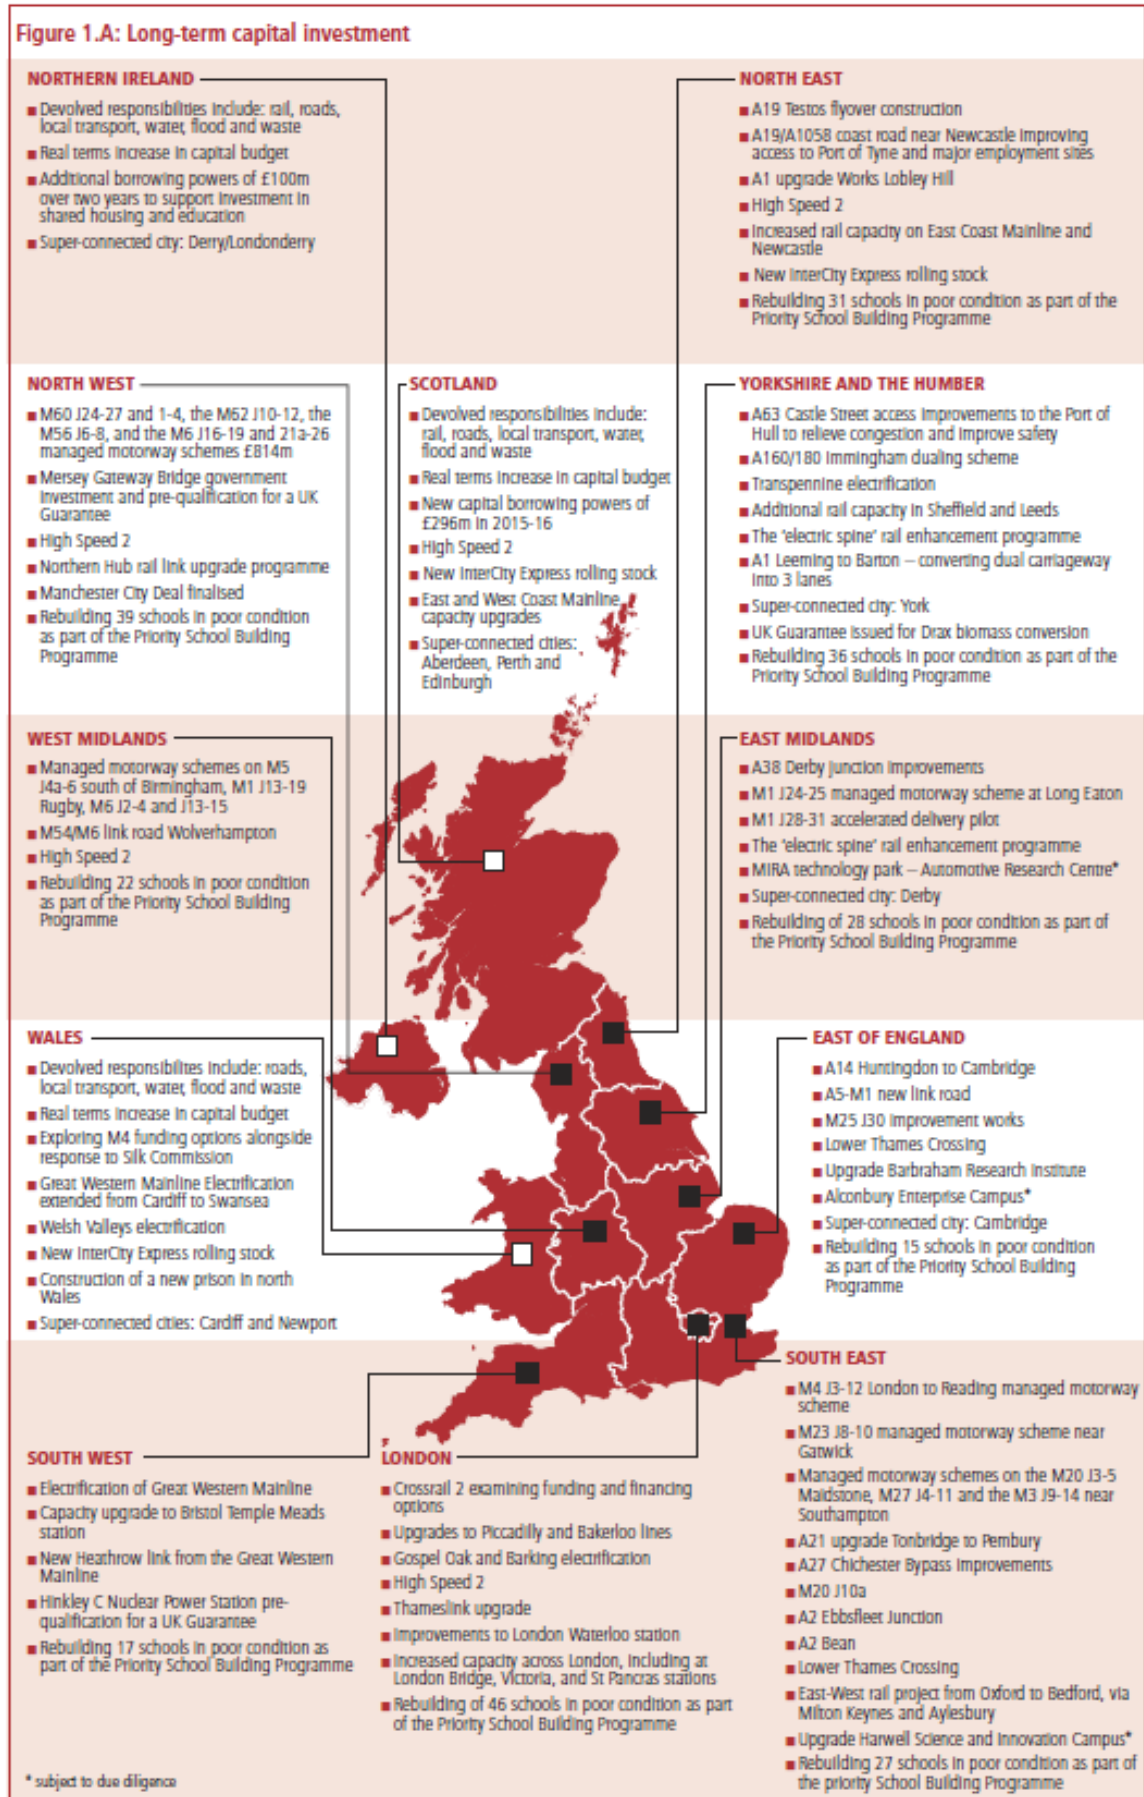 Figure 1.A: Long-term capital investment
NORTHERN IRELAND
■ Devolved responsibilities include: rail, roads,
local transport, water, flood and waste
■ Real terms increase in capital budget
■ Additional borrowing powers of £100m
over two years to support investment in
shared housing and education
■ Super-connected city: Derry/Londonderry
NORTH EAST
■ A19 Testos flyover construction
■ A19/A1058 coast road near Newcastle improving
access to Port of Tyne and major employment sites
■ A1 upgrade Works Lobley Hill
■ High Speed 2
■ Increased rail capacity on East Coast Mainline and
Newcastle
■ New InterCity Express rolling stock
■ Rebuilding 31 schools in poor condition as part of the
Priority School Building Programme
NORTH WEST
■ M60 J24-27 and 1-4, the M62 J10-12, the
M56 J6-8, and the M6 J16-19 and 21a-26
managed motorway schemes £814m
■ Mersey Gateway Bridge government
investment and pre-qualification for a UK
Guarantee
■ High Speed 2
■ Northern Hub rail link upgrade programme
■ Manchester City Deal finalised
■ Rebuilding 39 schools in poor condition
as part of the Priority School Building
Programme
SCOTLAND
■ Devolved responsibilities include:
rail, roads, local transport, water,
flood and waste
■ Real terms increase in capital budget
■ New capital borrowing powers of
£296m in 2015-16
■ High Speed 2
■ New InterCity Express rolling stock
■ East and West Coast Mainline
capacity upgrades
■ Super-connected cities:
Aberdeen, Perth and
Edinburgh
YORKSHIRE AND THE HUMBER
■ A63 Castle Street access improvements to the Port of
Hull to relieve congestion and improve safety
■ A160/180 Immingham dualing scheme
■ Transpennine electrification
■ Additional rail capacity in Sheffield and Leeds
■ The 'electric spine' rail enhancement programme
■ A1 Leeming to Barton – converting dual carriageway
into 3 lanes
■ Super-connected city: York
■ UK Guarantee issued for Drax biomass conversion
■ Rebuilding 36 schools in poor condition as part of the
Priority School Building Programme
WEST MIDLANDS
■ Managed motorway schemes on M5
J4a-6 south of Birmingham, M1 J13-19
Rugby, M6 J2-4 and J13-15
■ M54/M6 link road Wolverhampton
■ High Speed 2
■ Rebuilding 22 schools in poor condition
as part of the Priority School Building
Programme
EAST MIDLANDS
■ A38 Derby Junction improvements
■ M1 J24-25 managed motorway scheme at Long Eaton
■ M1 J28-31 accelerated delivery pilot
■ The 'electric spine' rail enhancement programme
■ MIRA technology park – Automotive Research Centre*
■ Super-connected city: Derby
■ Rebuilding of 28 schools in poor condition as part of
the Priority School Building Programme
WALES
■ Devolved responsibilites include: roads,
local transport, water, flood and waste
■ Real terms increase in capital budget
■ Exploring M4 funding options alongside
response to Silk Commission
■ Great Western Mainline Electrification
extended from Cardiff to Swansea
■ Welsh Valleys electrification
■ New InterCity Express rolling stock
■ Construction of a new prison in north
Wales
■ Super-connected cities: Cardiff and Newport
EAST OF ENGLAND
■ A14 Huntingdon to Cambridge
■ A5-M1 new link road
■ M25 J30 improvement works
■ Lower Thames Crossing
■ Upgrade Barbraham Research Institute
■ Alconbury Enterprise Campus*
■ Super-connected city: Cambridge
■ Rebuilding 15 schools in poor condition
as part of the Priority School Building
Programme
SOUTH WEST
■ Electrification of Great Western Mainline
■ Capacity upgrade to Bristol Temple Meads
station
■ New Heathrow link from the Great Western
Mainline
■ Hinkley C Nuclear Power Station pre-
qualification for a UK Guarantee
■ Rebuilding 17 schools in poor condition as
part of the Priority School Building Programme
LONDON
■ Crossrail 2 examining funding and financing
options
■ Upgrades to Piccadilly and Bakerloo lines
■ Gospel Oak and Barking electrification
■ High Speed 2
■ Thameslink upgrade
■ Improvements to London Waterloo station
■ Increased capacity across London, including at
London Bridge, Victoria, and St Pancras stations
■ Rebuilding of 46 schools in poor condition as part
of the Priority School Building Programme
SOUTH EAST
■ M4 J3-12 London to Reading managed motorway
scheme
■ M23 J8-10 managed motorway scheme near
Gatwick
■ Managed motorway schemes on the M20 J3-5
Maidstone, M27 J4-11 and the M3 J9-14 near
Southampton
■ A21 upgrade Tonbridge to Pembury
■ A27 Chichester Bypass improvements
■ M20 J10a
■ A2 Ebbsfleet Junction
■ A2 Bean
■ Lower Thames Crossing
■ East-West rail project from Oxford to Bedford, via
Milton Keynes and Aylesbury
■ Upgrade Harwell Science and Innovation Campus*
■ Rebuilding 27 schools in poor condition as part of
the priority School Building Programme
* subject to due diligence